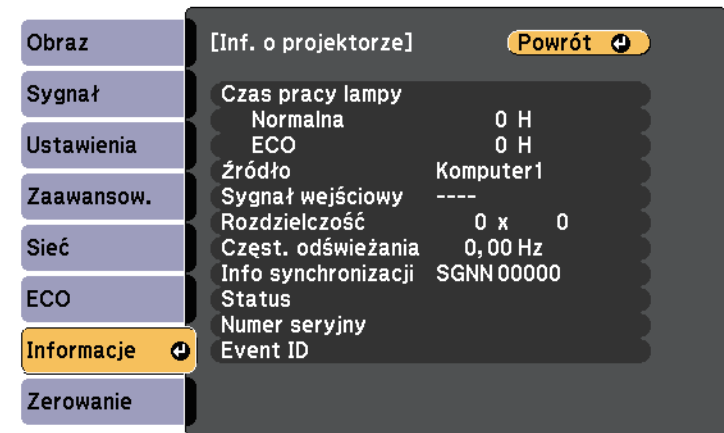 Obraz
Sygnał
Ustawienia
Zaawansow.
Sieć
ECO
Informacje
Zerowanie
[Inf. o projektorze] Powrót
Czas pracy lampy
Normalna 0 H
ECO 0 H
Źródło Komputer1
Sygnał wejściowy ----
Rozdzielczość 0 x 0
Częst. odświeżania 0,00 Hz
Info synchronizacji SGNN 00000
Status
Numer seryjny
Event ID